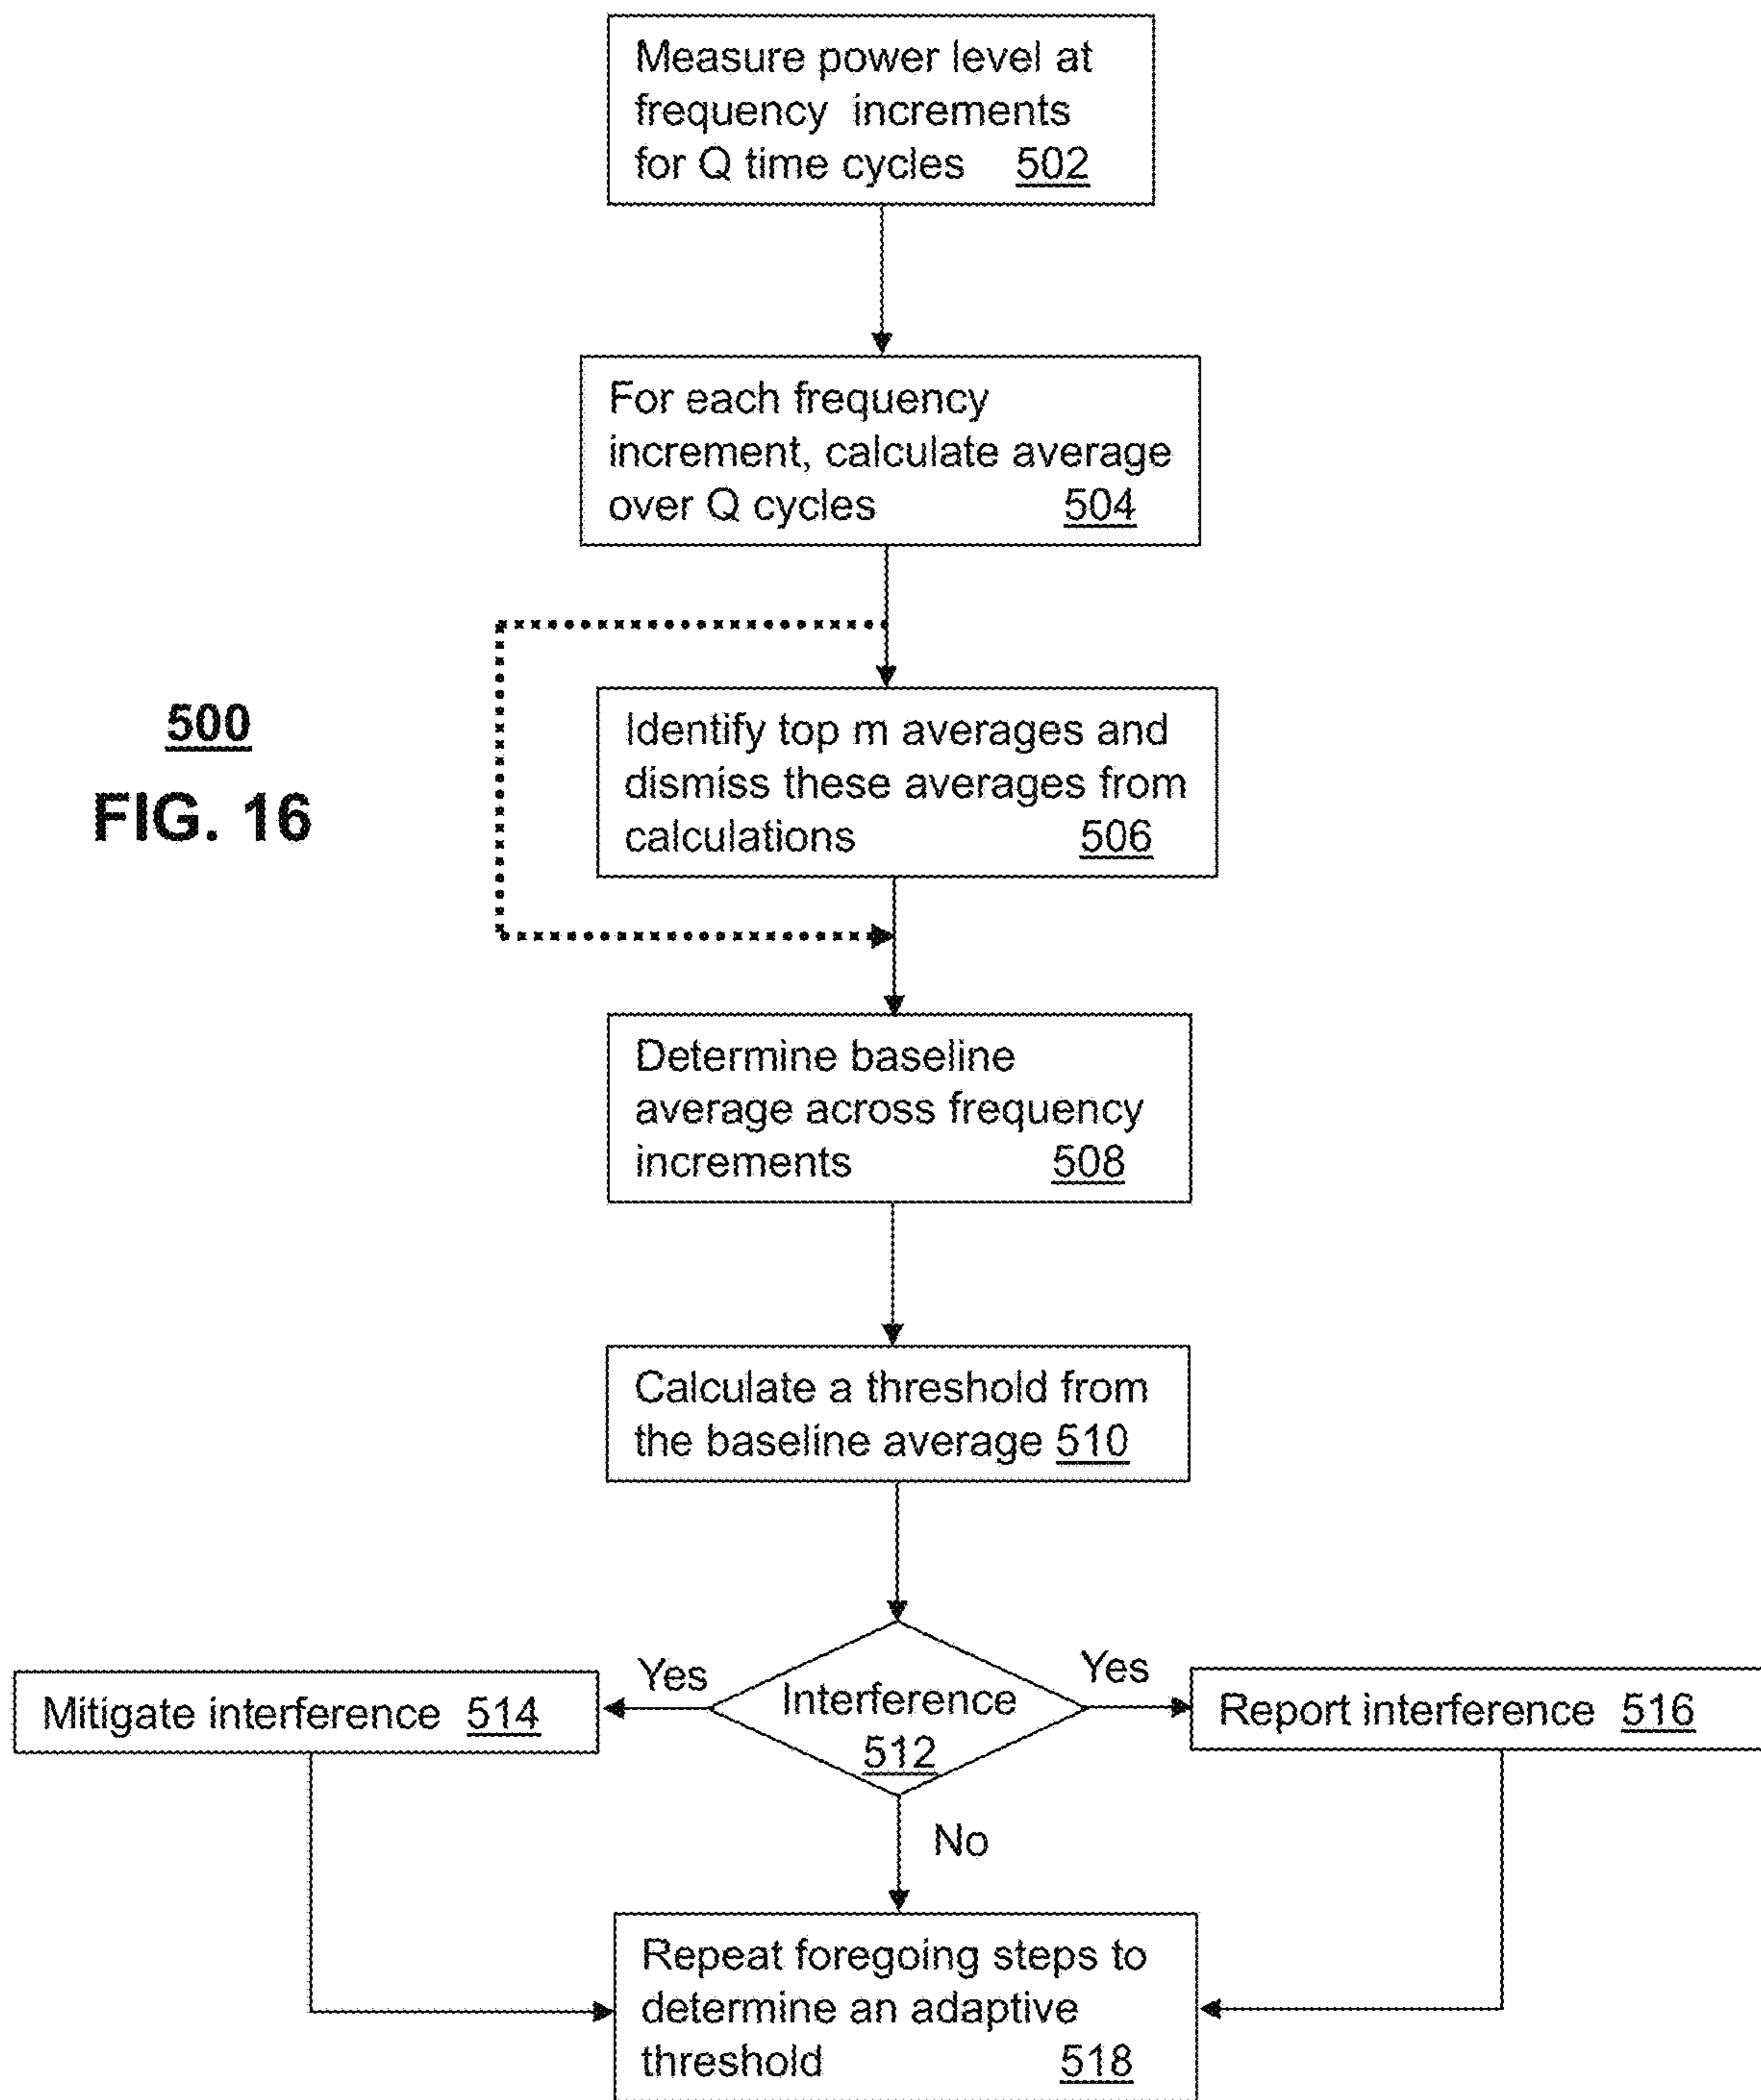 Measure power level at
frequency increments
for Q time cycles 502
For each frequency
increment, calculate average
over Q cycles 504
500
FIG. 16
Identify top m averages and
dismiss these averages from
calculations 506
Determine baseline
average across frequency
increments 508
Calculate a threshold from
the baseline average 510
Yes
Yes
Mitigate interference 514
Interference
512
Report interference 516
No
Repeat foregoing steps to
determine an adaptive
threshold 518